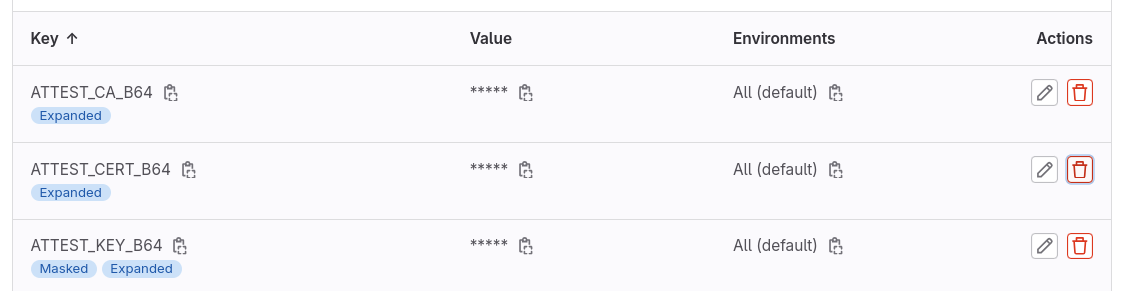 Key ↑ Value Environments Actions
ATTEST_CA_B64 ***** All (default)
Expanded
ATTEST_CERT_B64 ***** All (default)
Expanded
ATTEST_KEY_B64 ***** All (default)
Masked Expanded